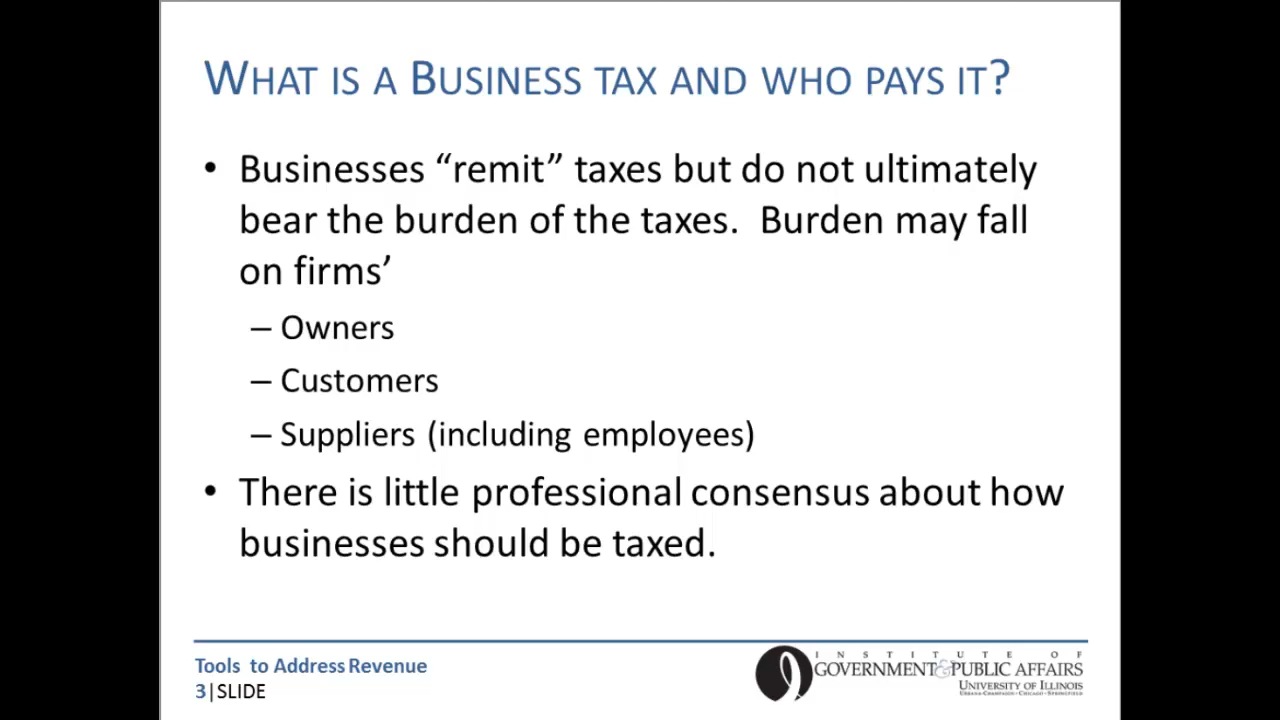 WHAT IS A BUSINESS TAX AND WHO PAYS IT?
• Businesses “remit” taxes but do not ultimately
bear the burden of the taxes.  Burden may fall
on firms’
– Owners
– Customers
– Suppliers (including employees)
• There is little professional consensus about how
businesses should be taxed.
Tools to Address Revenue
3|SLIDE
INSTITUTE OF
GOVERNMENT&PUBLIC AFFAIRS
UNIVERSITY OF ILLINOIS
URBANA-CHAMPAIGN • CHICAGO • SPRINGFIELD